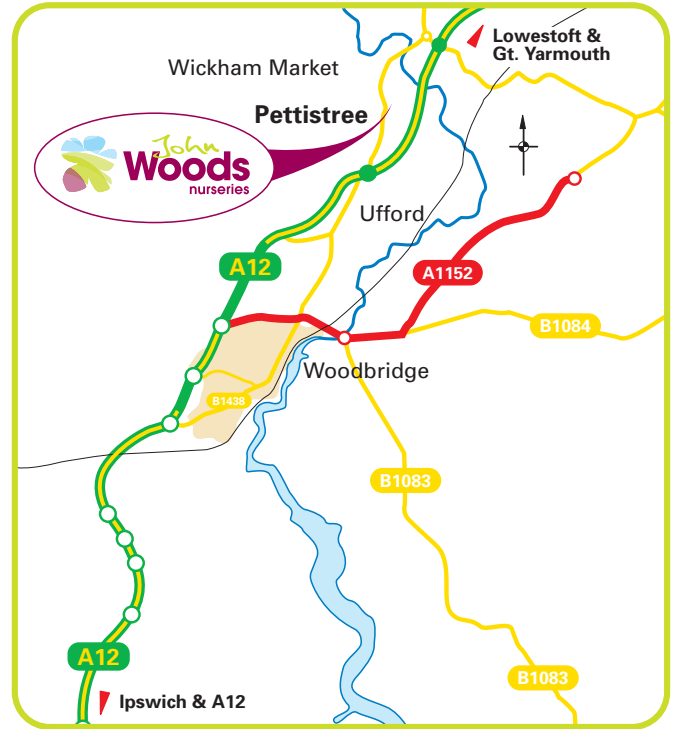 Lowestoft &
Gt. Yarmouth
Wickham Market
Pettistree
John
Woods
nurseries
Ufford
A12
A1152
B1084
Woodbridge
B1438
B1083
A12
B1083
Ipswich & A12